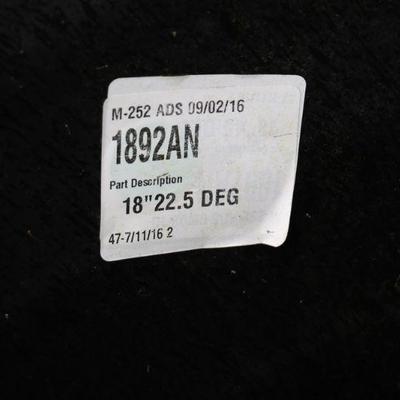 M-252 ADS 09/02/16
1892AN
Part Description
18"22.5 DEG
47-7/11/16 2